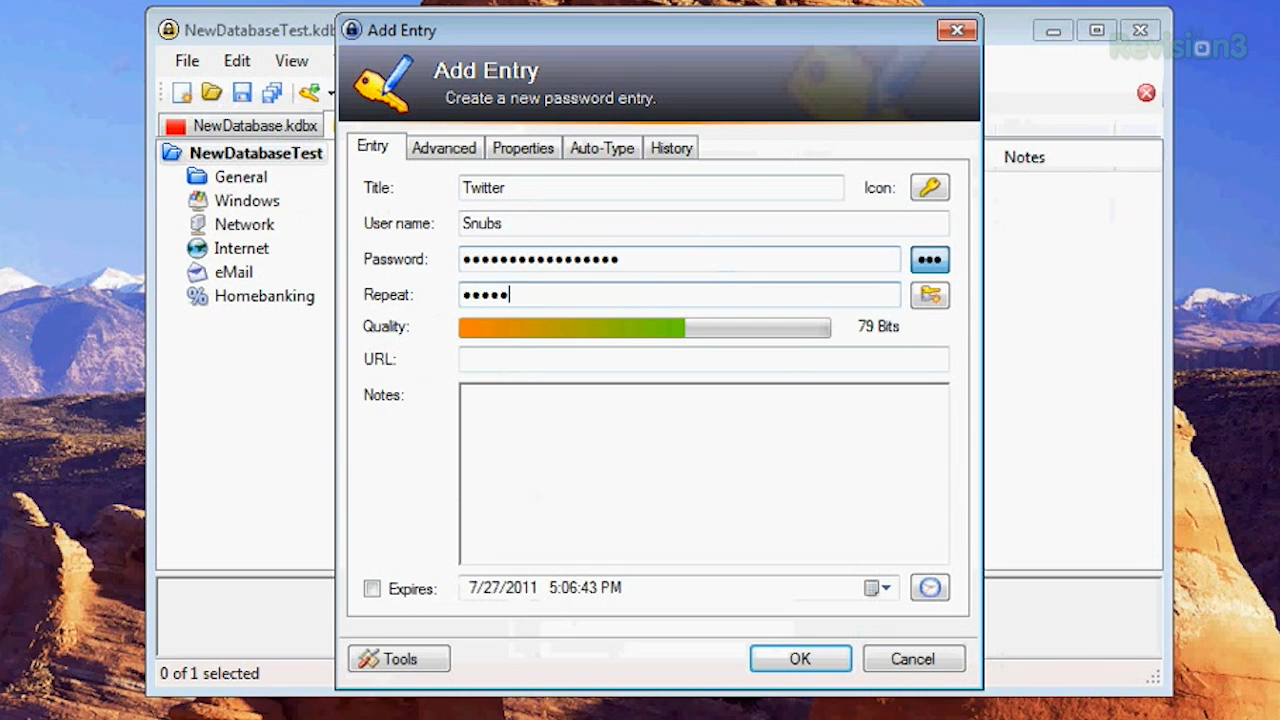 NewDatabaseTest.kdb
Add Entry
Revision3
File Edit View
Add Entry
Create a new password entry.
NewDatabase.kdbx
Entry Advanced Properties Auto-Type History
NewDatabaseTest
General
Windows
Network
Internet
eMail
Homebanking
Notes
Title: Twitter Icon:
User name: Snubs
Password: •••••••••••••••••
Repeat: •••••
Quality: 79 Bits
URL:
Notes:
Expires: 7/27/2011 5:06:43 PM
Tools OK Cancel
0 of 1 selected